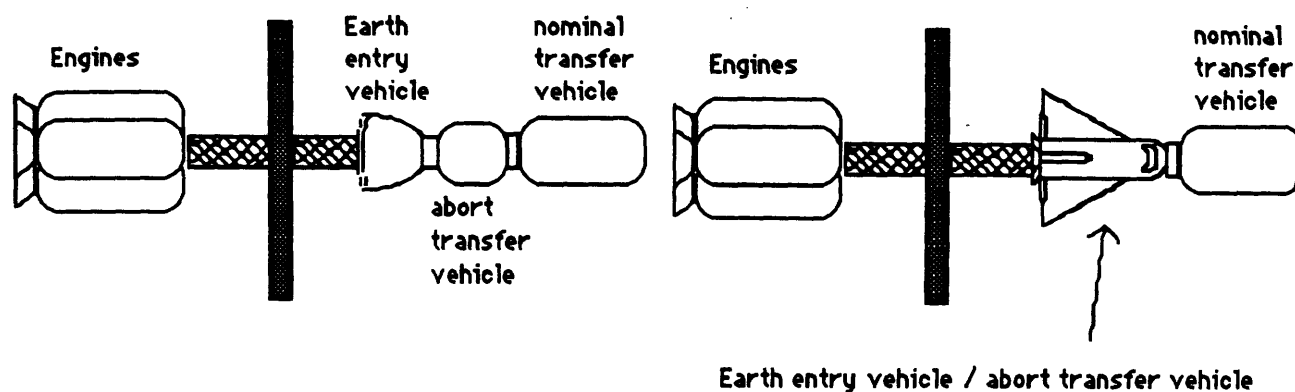 Engines
Earth
entry
vehicle
nominal
transfer
vehicle
abort
transfer
vehicle
Engines
nominal
transfer
vehicle
Earth entry vehicle / abort transfer vehicle